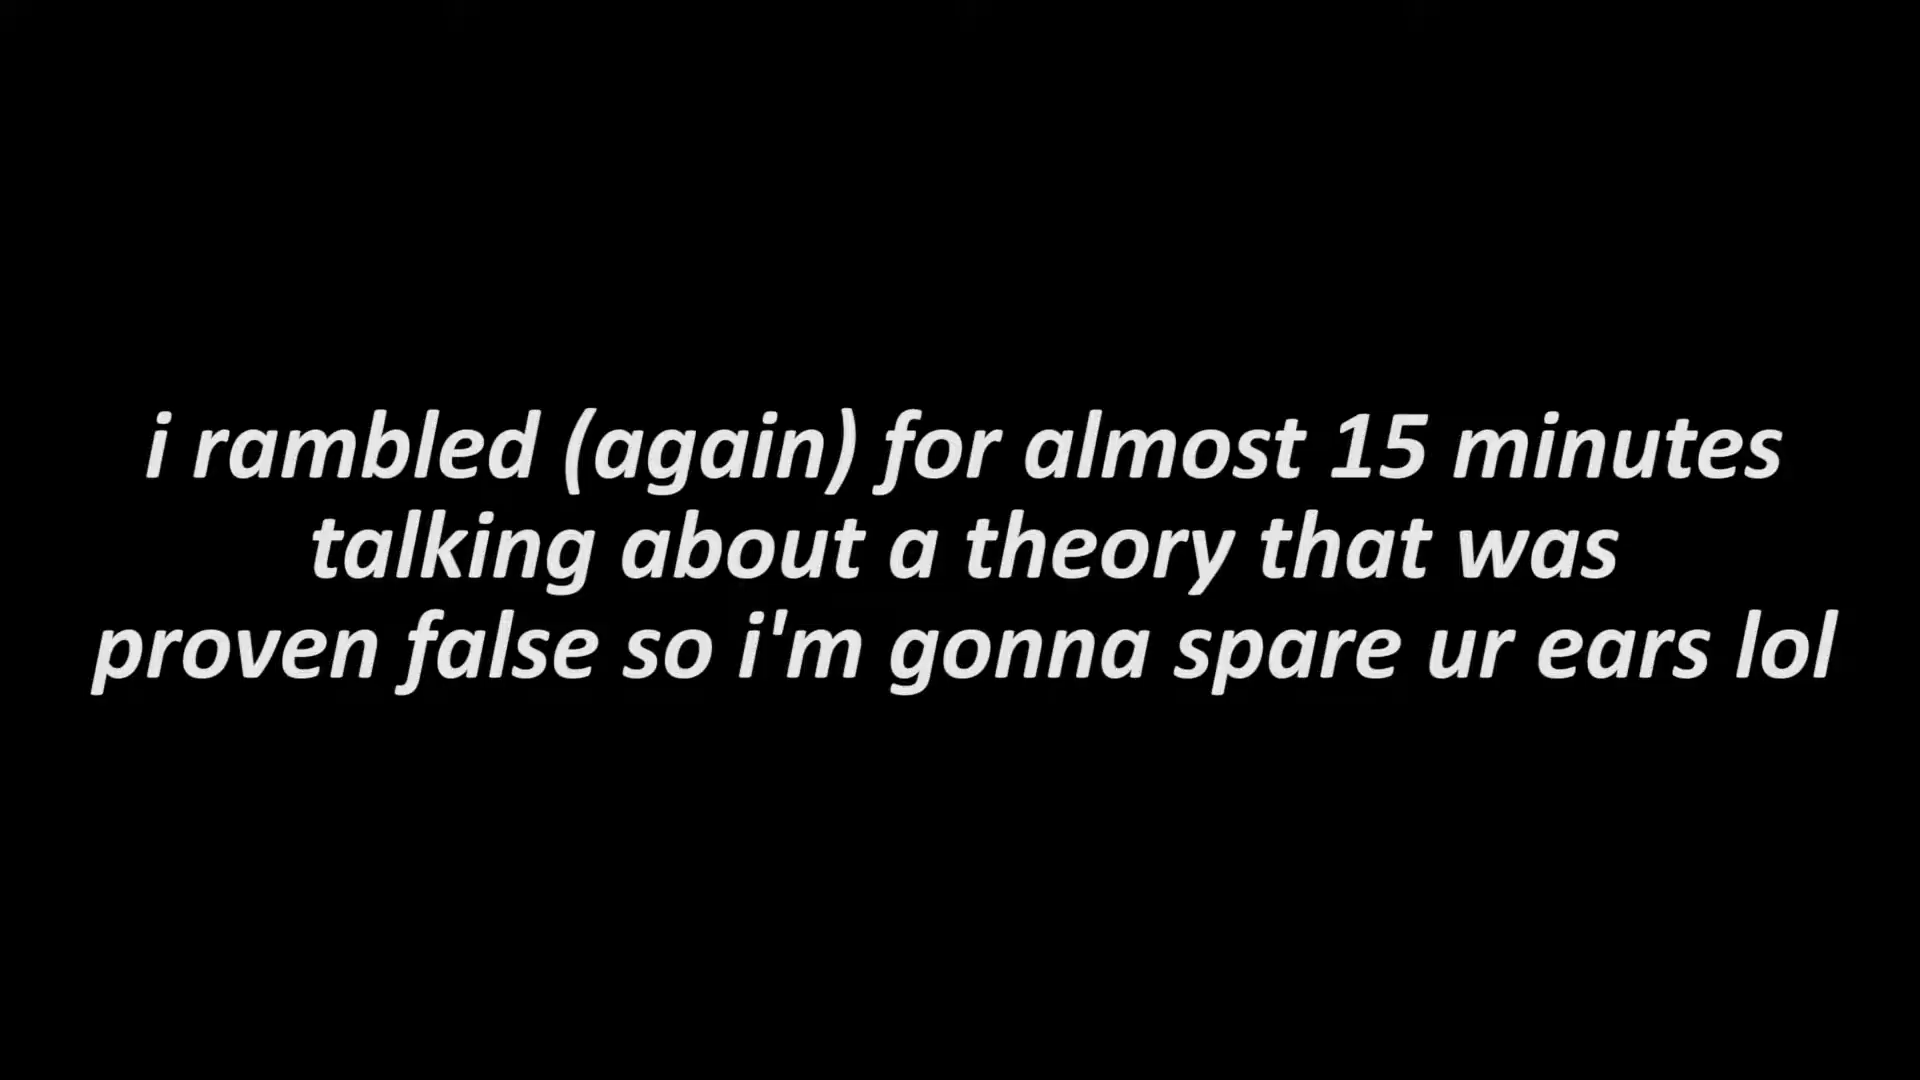 i rambled (again) for almost 15 minutes
talking about a theory that was
proven false so i'm gonna spare ur ears lol